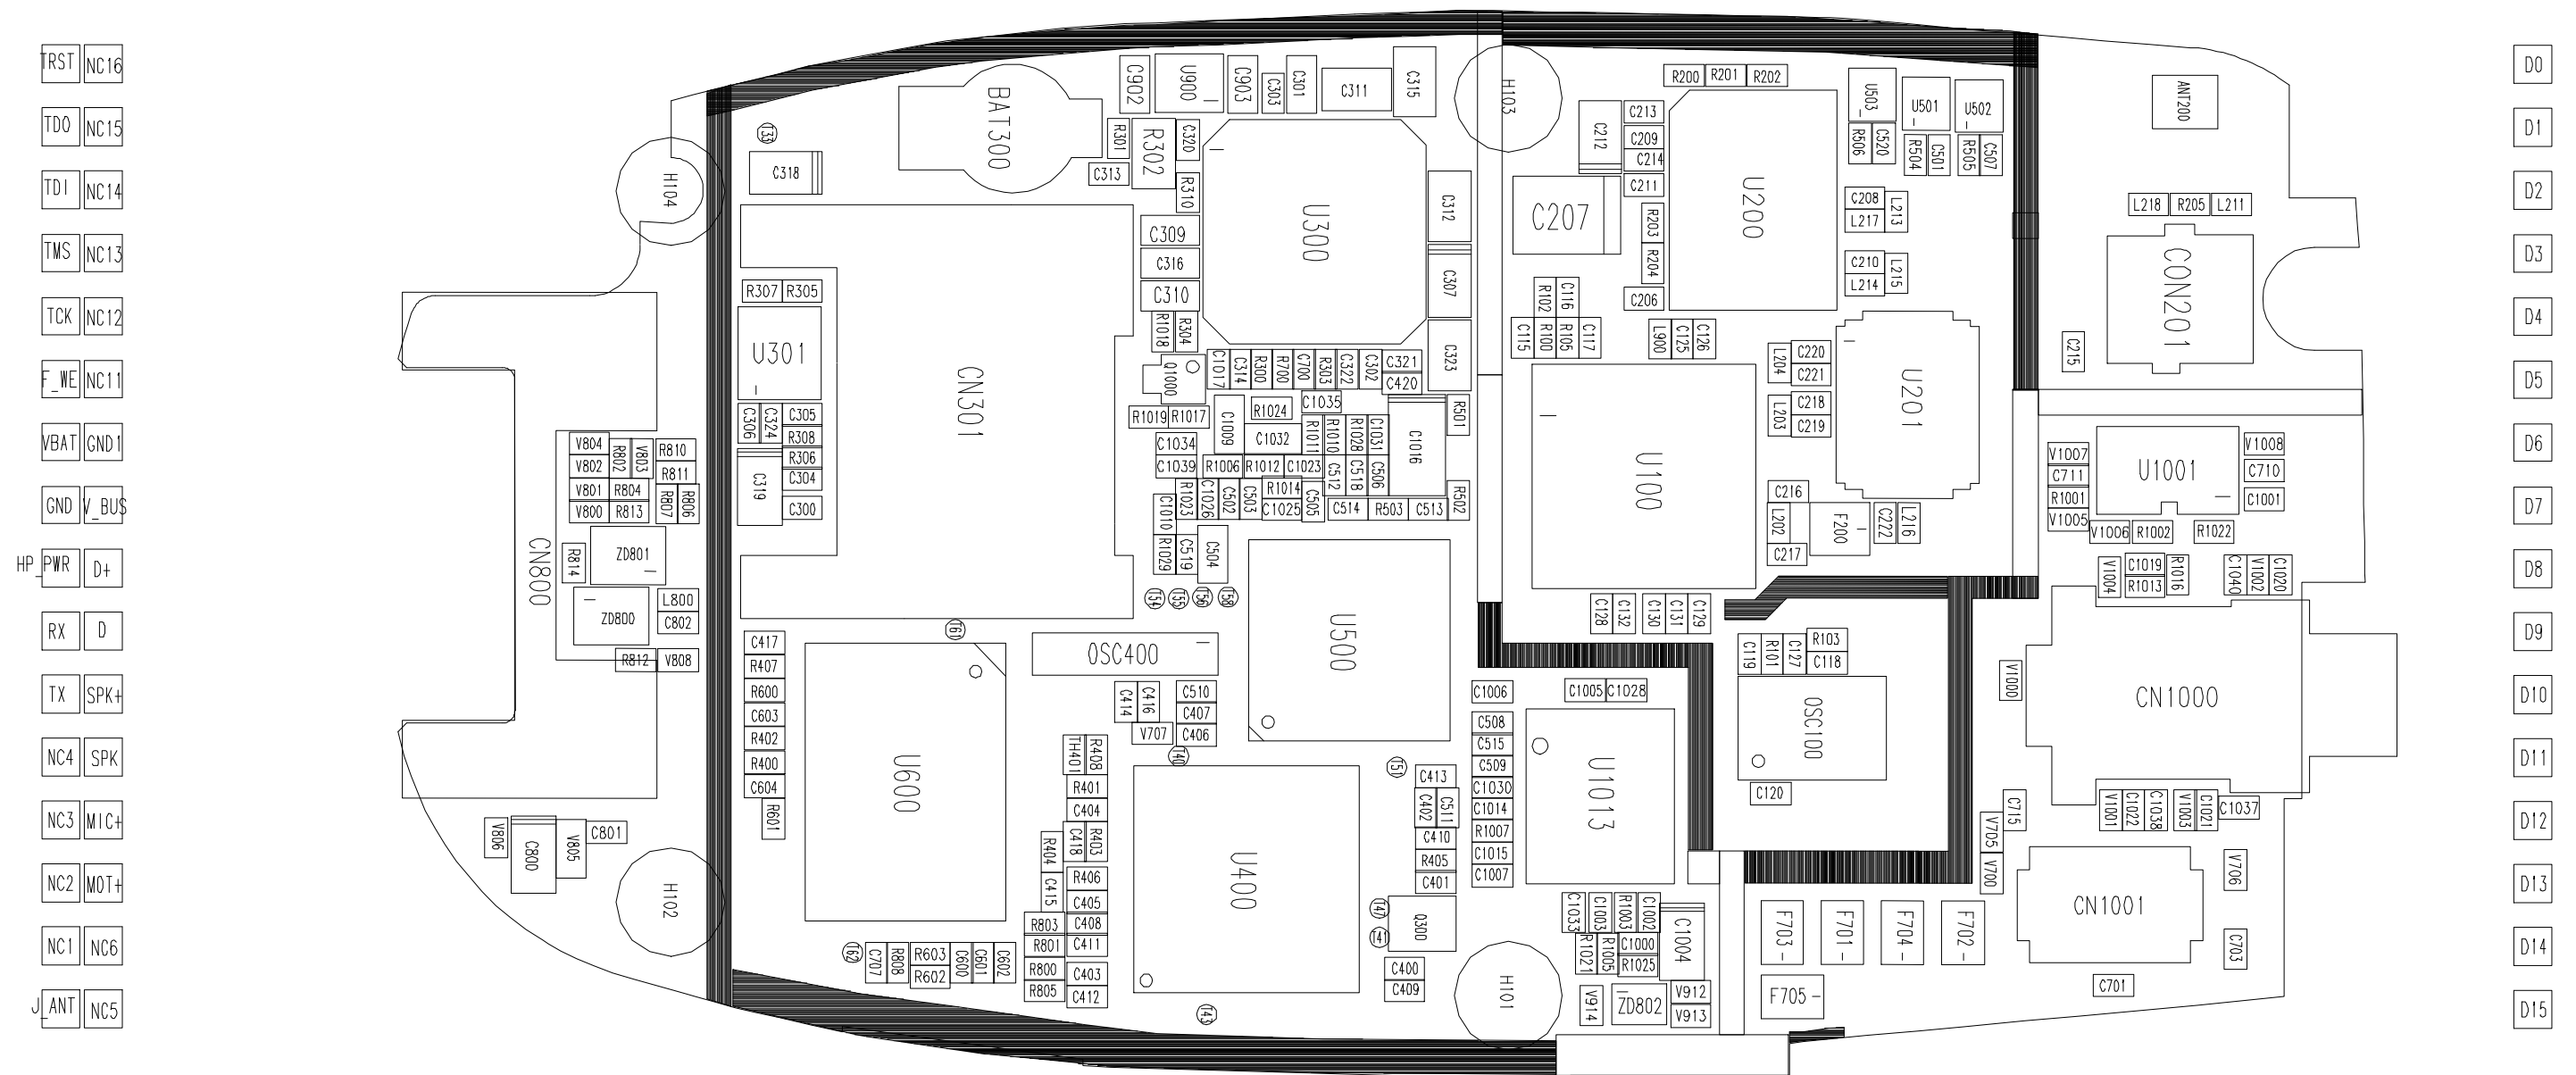 TRST NC16
TDO NC15
TDI NC14
TMS NC13
TCK NC12
F_WE NC11
VBAT GND1
GND V_BUS
HP_PWR D+
RX D
TX SPK+
NC4 SPK
NC3 MIC+
NC2 MOT+
NC1 NC6
J_ANT NC5
H104
CN800
V804
V802
V801
V800
R802
V803
R804
R813
R810
R811
R807
R806
R814
ZD801
ZD800
L800
C802
R812
V808
V806
C800
V805
C801
H102
T33
C318
BAT300
C902
U900
C903
C303
C301
C311
C315
R301
R302
C320
C313
R310
U300
C312
C307
C323
C309
C316
C310
R1018
R304
Q1000
R307
R305
U301
C306
C324
C305
R308
R306
C304
C319
C300
CN301
C1017
C314
R300
R700
C700
R303
C322
C302
C321
C420
R1019
R1017
C1009
R1024
C1035
C1032
R1011
R1010
R1028
C1031
C1016
R501
C1034
C1039
R1006
R1012
C1023
C512
C518
C506
R1023
C1026
C502
C503
R1014
C1025
C505
C514
R503
C513
R502
C1010
R1029
C519
C504
T54
T55
T56
T58
T61
OSC400
U500
C417
R407
R600
C603
R402
R400
C604
R601
U600
C414
C416
C510
C407
C406
V707
T40
TH401
R408
R401
C404
C418
R403
R404
C415
R406
C405
R803
C408
R801
C411
R800
C403
R805
C412
T62
C707
R808
R603
R602
C600
C601
C602
U400
T51
C413
C402
C511
C410
R405
C401
T47
T41
Q300
C400
C409
T43
H103
H101
C212
C213
C209
C214
C211
C207
R203
R204
C206
R200
R201
R202
U200
U503
U501
U502
R506
C520
R504
C501
R505
C507
C208
L217
L213
C210
L214
L215
R102
C116
C115
R100
R105
C117
L900
C125
C126
U100
L204
C220
C221
L203
C218
C219
U201
C216
L202
C217
F200
C222
L216
C128
C132
C130
C131
C129
C119
R101
C127
R103
C118
OSC100
C120
C1006
C1005
C1028
C508
C515
C509
C1030
C1014
R1007
C1015
C1007
U1013
C1033
C1003
R1003
C1002
C1004
R1021
R1005
C1000
R1025
V914
ZD802
V912
V913
ANT200
L218
R205
L211
CON201
C215
V1007
C711
R1001
V1005
U1001
V1008
C710
C1001
V1006
R1002
R1022
V1004
C1019
R1013
R1016
C1040
V1002
C1020
V1000
CN1000
C715
V705
V700
V1001
C1022
C1038
V1003
C1021
C1037
CN1001
V706
C703
C701
F703
F701
F704
F702
F705
D0
D1
D2
D3
D4
D5
D6
D7
D8
D9
D10
D11
D12
D13
D14
D15